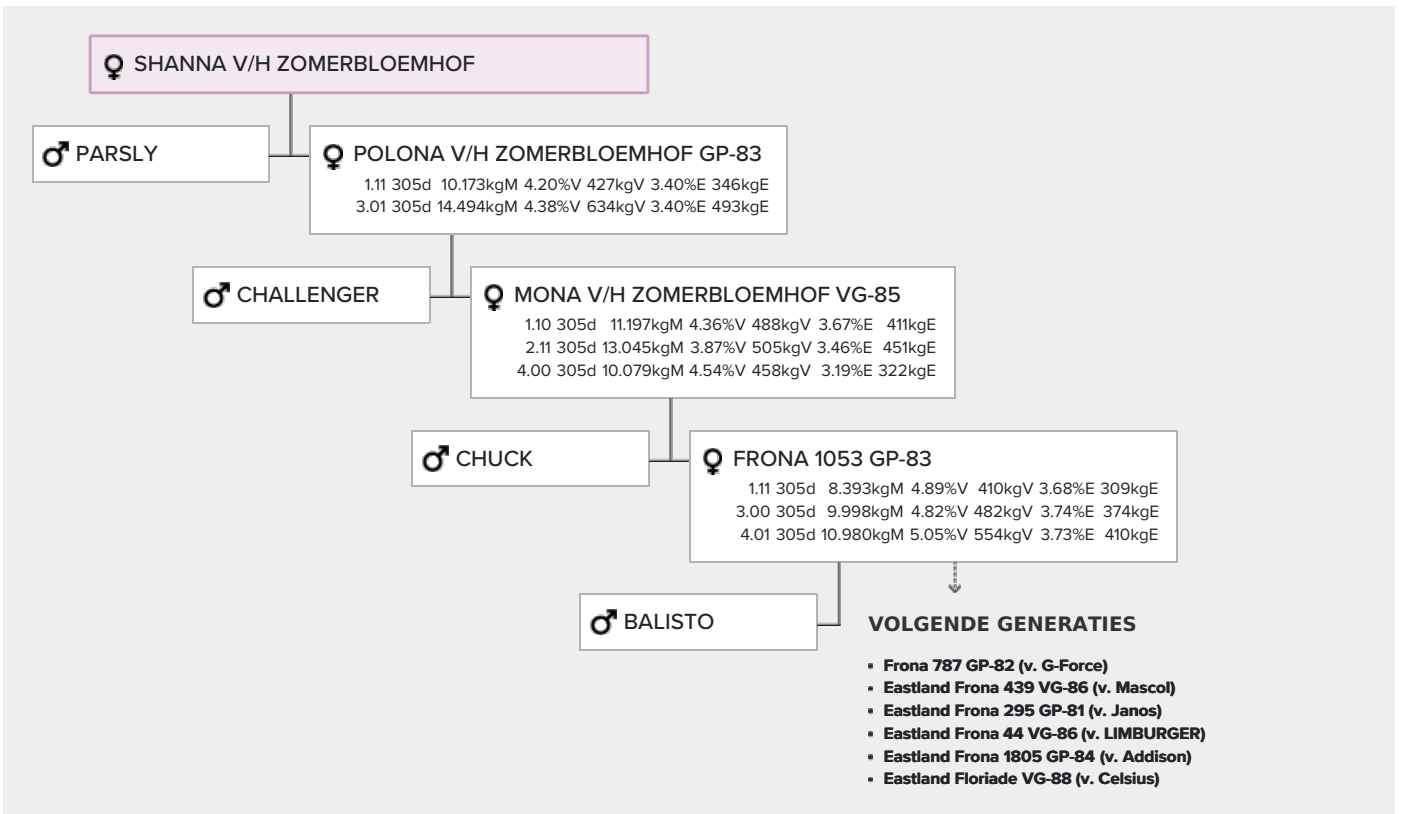 SHANNA V/H ZOMERBLOEMHOF
PARSLY
POLONA V/H ZOMERBLOEMHOF GP-83
1.11 305d 10.173kgM 4.20%V 427kgV 3.40%E 346kgE
3.01 305d 14.494kgM 4.38%V 634kgV 3.40%E 493kgE
CHALLENGER
MONA V/H ZOMERBLOEMHOF VG-85
1.10 305d 11.197kgM 4.36%V 488kgV 3.67%E 411kgE
2.11 305d 13.045kgM 3.87%V 505kgV 3.46%E 451kgE
4.00 305d 10.079kgM 4.54%V 458kgV 3.19%E 322kgE
CHUCK
FRONA 1053 GP-83
1.11 305d 8.393kgM 4.89%V 410kgV 3.68%E 309kgE
3.00 305d 9.998kgM 4.82%V 482kgV 3.74%E 374kgE
4.01 305d 10.980kgM 5.05%V 554kgV 3.73%E 410kgE
BALISTO
VOLGENDE GENERATIES
• Frona 787 GP-82 (v. G-Force)
• Eastland Frona 439 VG-86 (v. Mascol)
• Eastland Frona 295 GP-81 (v. Janos)
• Eastland Frona 44 VG-86 (v. LIMBURGER)
• Eastland Frona 1805 GP-84 (v. Addison)
• Eastland Floriade VG-88 (v. Celsius)